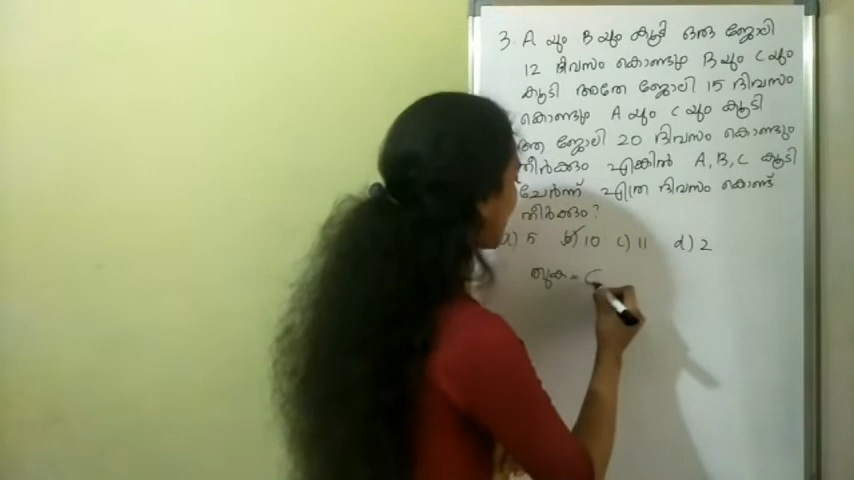 3. A യും B യും കൂടി ഒരു ജോലി
12 ദിവസം കൊണ്ടും B യും C യും
കൂടി അതേ ജോലി 15 ദിവസം
കൊണ്ടും A യും C യും കൂടി
ജോലി 20 ദിവസം കൊണ്ടും
തീർക്കും എങ്കിൽ A, B, C കൂടി
ചേർന്ന് എത്ര ദിവസം കൊണ്ട്
തീർക്കും?
a) 5 b) 10 c) 11 d) 2
തുക =